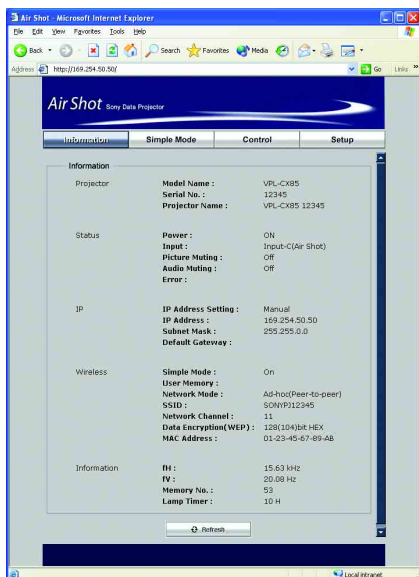 Air Shot - Microsoft Internet Explorer
File Edit View Favorites Tools Help
Back Search Favorites Media
Address http://169.254.50.50/ Go Links »
Air Shot Sony Data Projector
Information Simple Mode Control Setup
Information
Projector Model Name : VPL-CX85
Serial No. : 12345
Projector Name : VPL-CX85 12345
Status Power : ON
Input : Input-C(Air Shot)
Picture Muting : Off
Audio Muting : Off
Error :
IP IP Address Setting : Manual
IP Address : 169.254.50.50
Subnet Mask : 255.255.0.0
Default Gateway :
Wireless Simple Mode : On
User Memory :
Network Mode : Ad-hoc(Peer-to-peer)
SSID : SONYPJ12345
Network Channel : 11
Data Encryption(WEP) : 128(104)bit HEX
MAC Address : 01-23-45-67-89-AB
Information fH : 15.63 kHz
fV : 20.08 Hz
Memory No. : 53
Lamp Timer : 10 H
Refresh
Local intranet